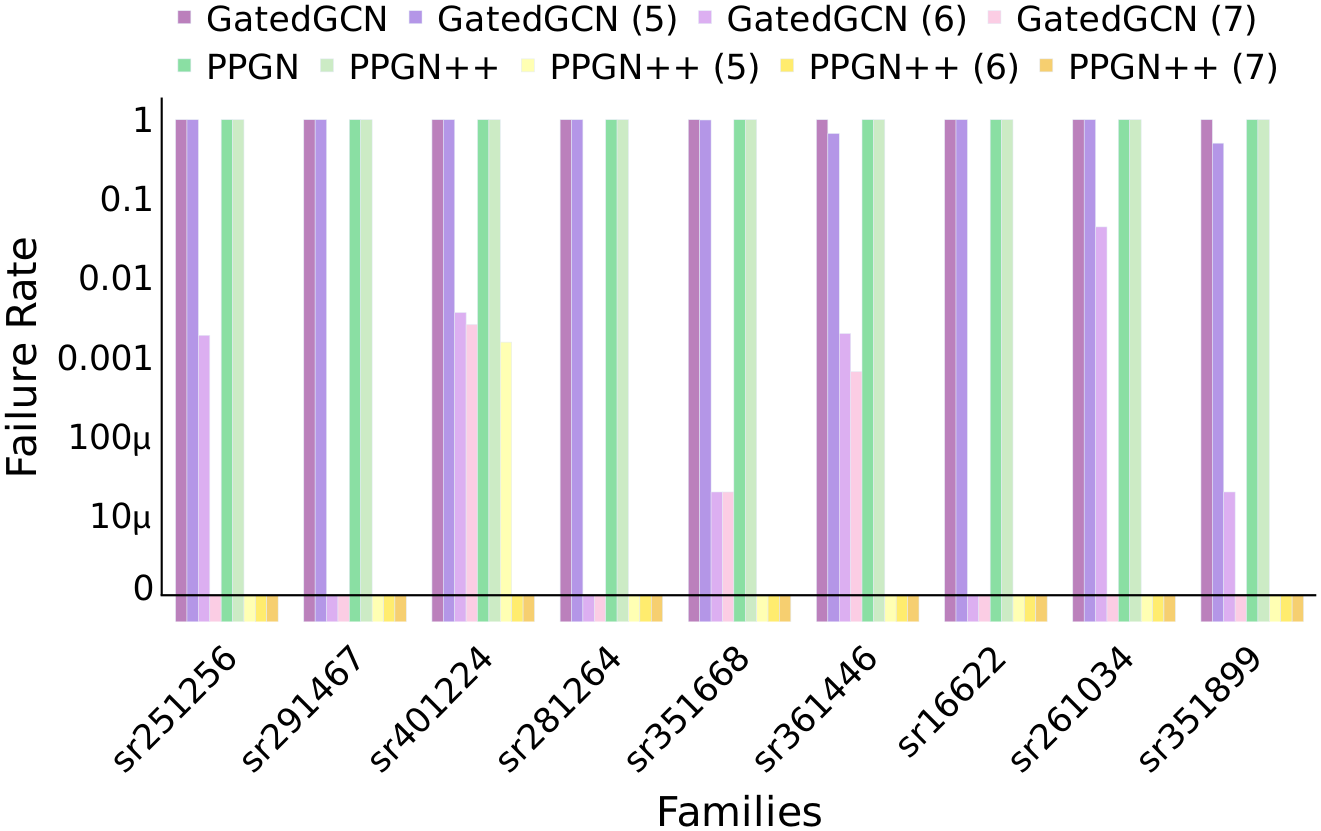 GatedGCN GatedGCN (5) GatedGCN (6) GatedGCN (7)
PPGN PPGN++ PPGN++ (5) PPGN++ (6) PPGN++ (7)
Failure Rate
1
0.1
0.01
0.001
100µ
10µ
0
sr251256
sr291467
sr401224
sr281264
sr351668
sr361446
sr16622
sr261034
sr351899
Families